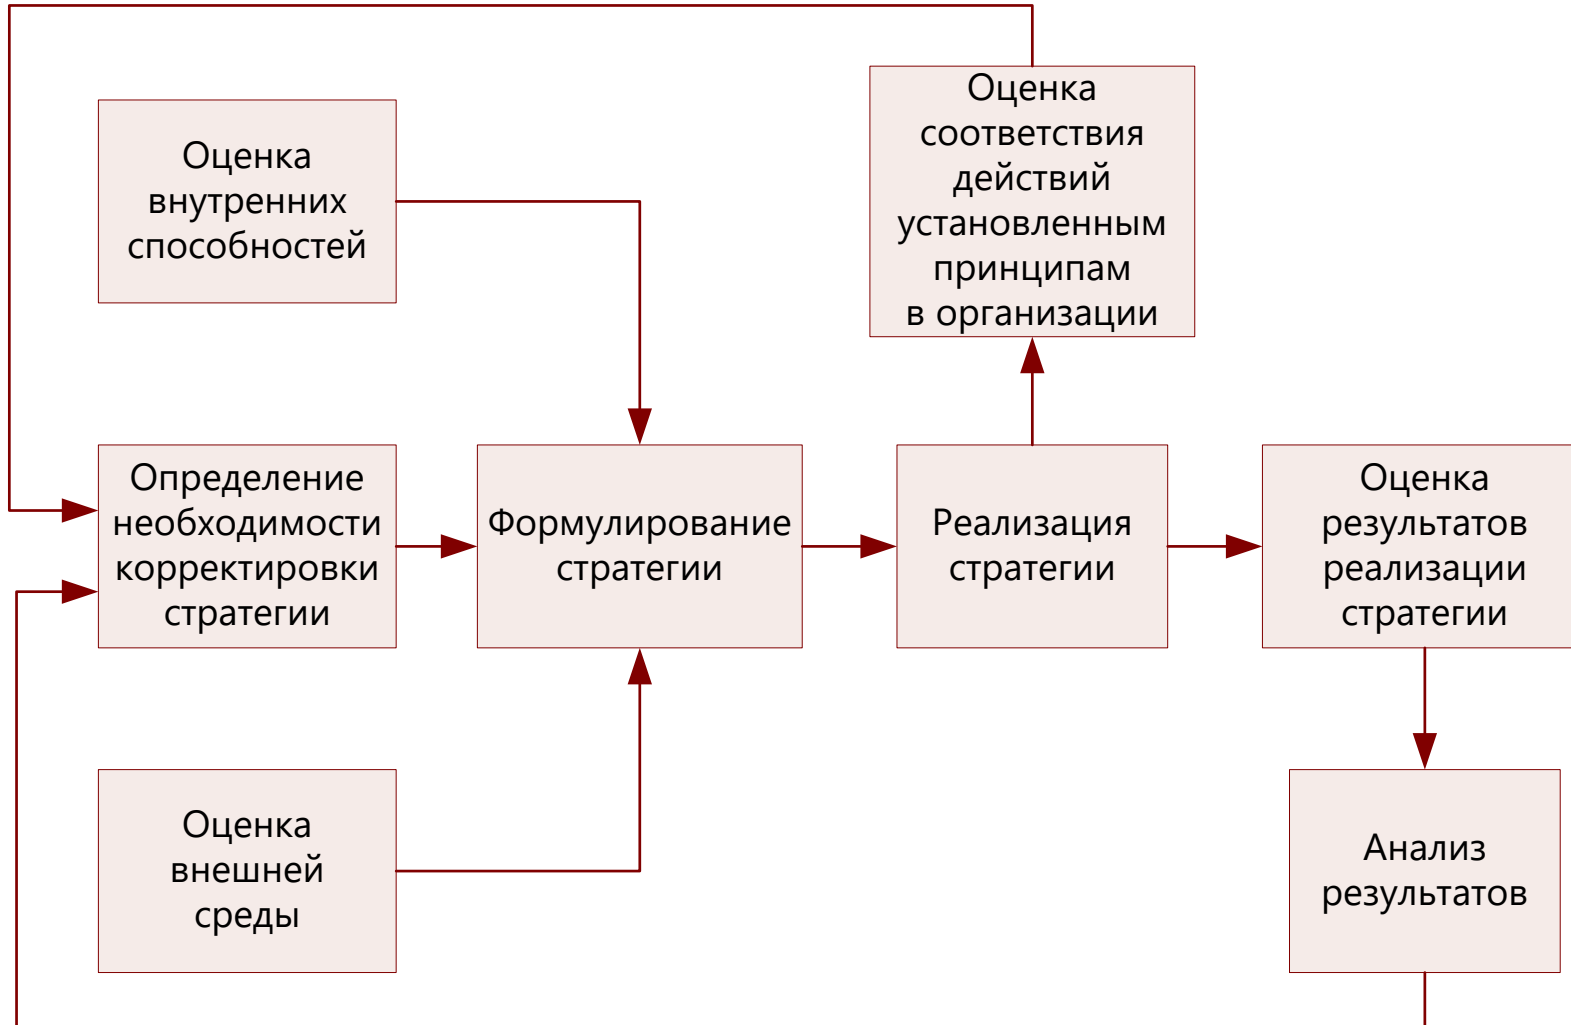 Оценка
соответствия
действий
установленным
принципам
в организации
Оценка
внутренних
способностей
Определение
необходимости
корректировки
стратегии
Формулирование
стратегии
Реализация
стратегии
Оценка
результатов
реализации
стратегии
Оценка
внешней
среды
Анализ
результатов